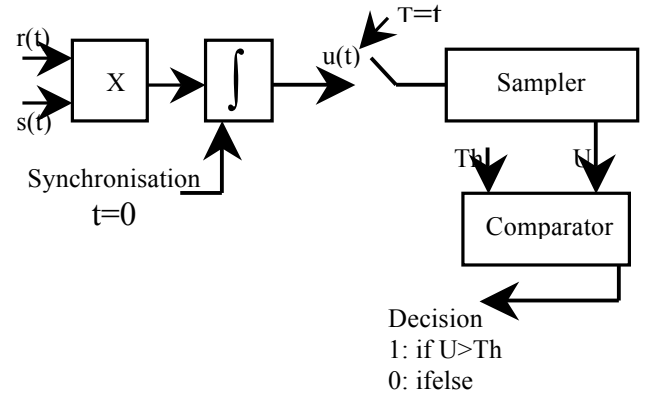 T=t
r(t)
u(t)
X
∫
Sampler
s(t)
Th
U
Synchronisation
t=0
Comparator
Decision
1: if U>Th
0: ifelse